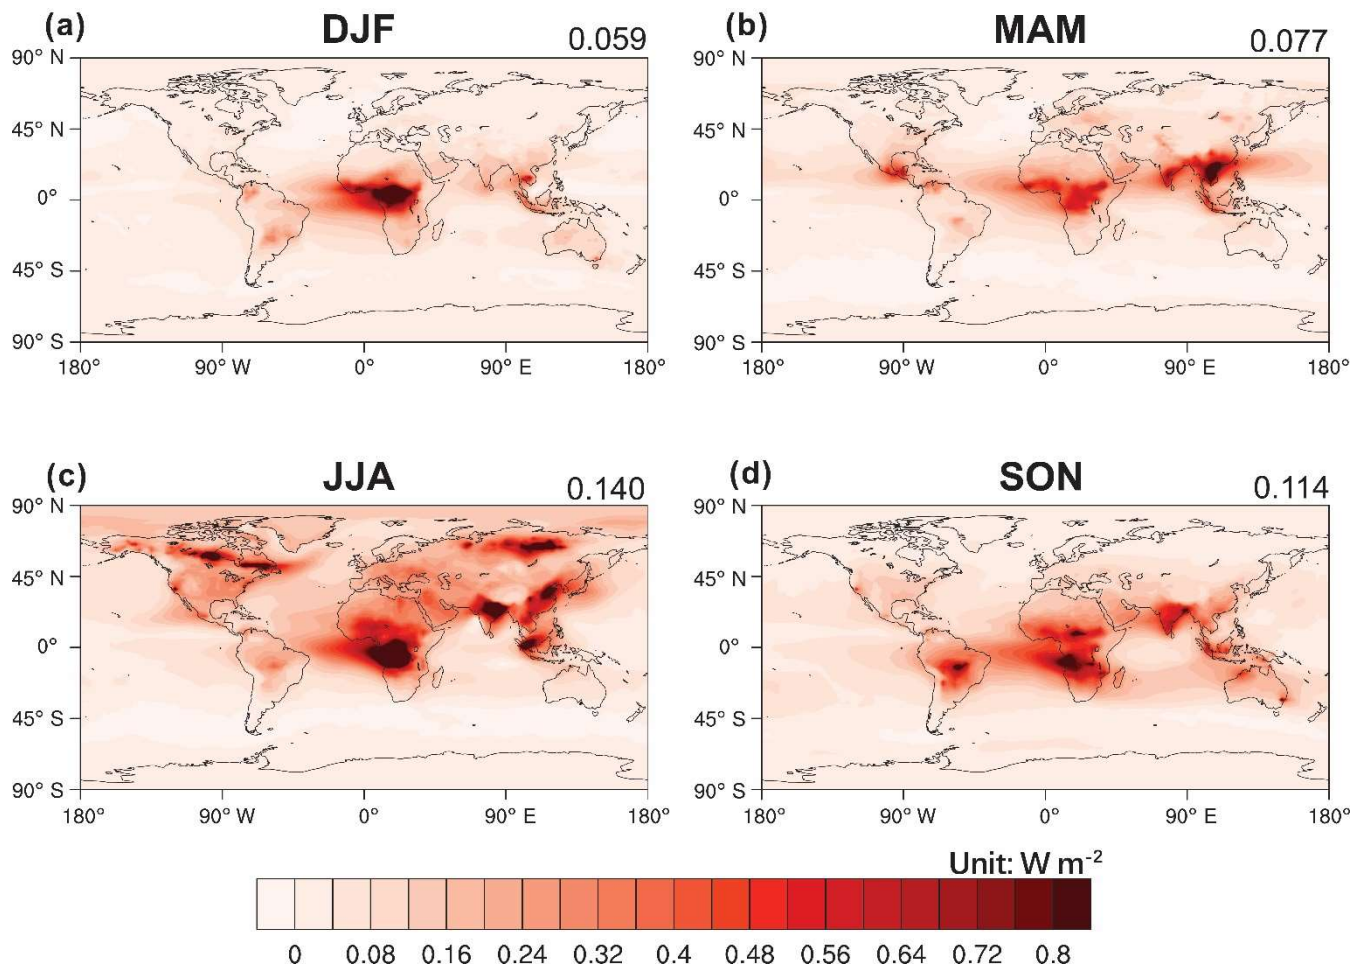 (a) DJF 0.059
90° N
45° N
0°
45° S
90° S
180° 90° W 0° 90° E 180°
(b) MAM 0.077
90° N
45° N
0°
45° S
90° S
180° 90° W 0° 90° E 180°
(c) JJA 0.140
90° N
45° N
0°
45° S
90° S
180° 90° W 0° 90° E 180°
(d) SON 0.114
90° N
45° N
0°
45° S
90° S
180° 90° W 0° 90° E 180°
Unit: W m⁻²
0 0.08 0.16 0.24 0.32 0.4 0.48 0.56 0.64 0.72 0.8